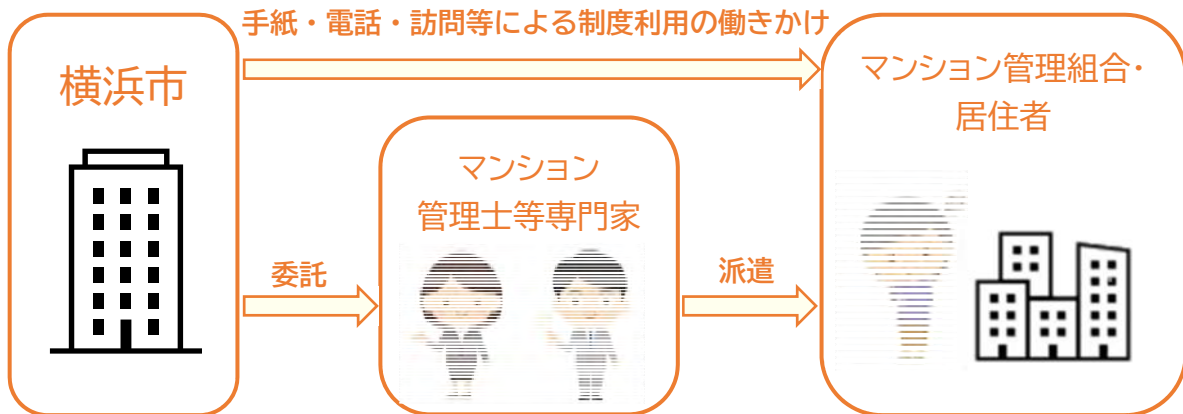 手紙・電話・訪問等による制度利用の働きかけ
横浜市
マンション管理組合・
居住者
マンション
管理士等専門家
委託
派遣